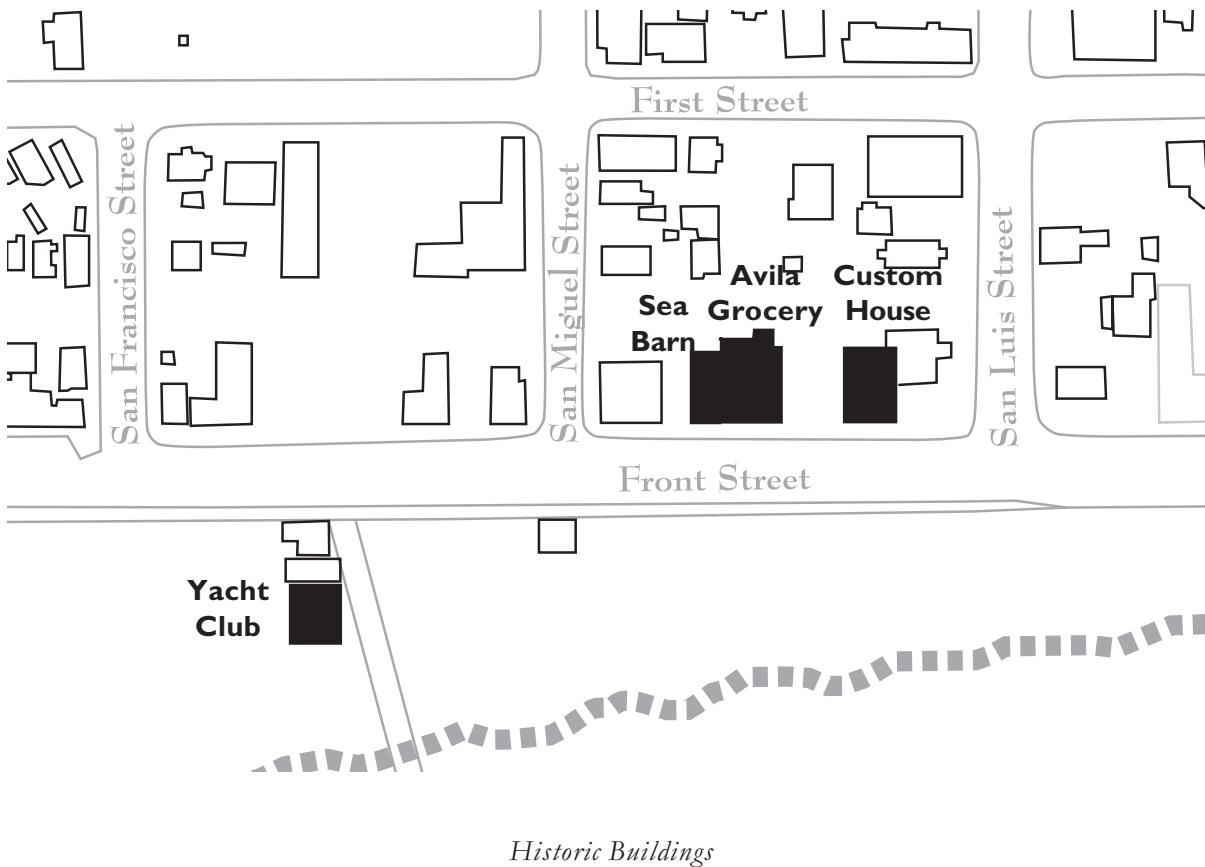 First Street
San Francisco Street
San Miguel Street
San Luis Street
Sea
Barn
Avila
Grocery
Custom
House
Front Street
Yacht
Club
Historic Buildings